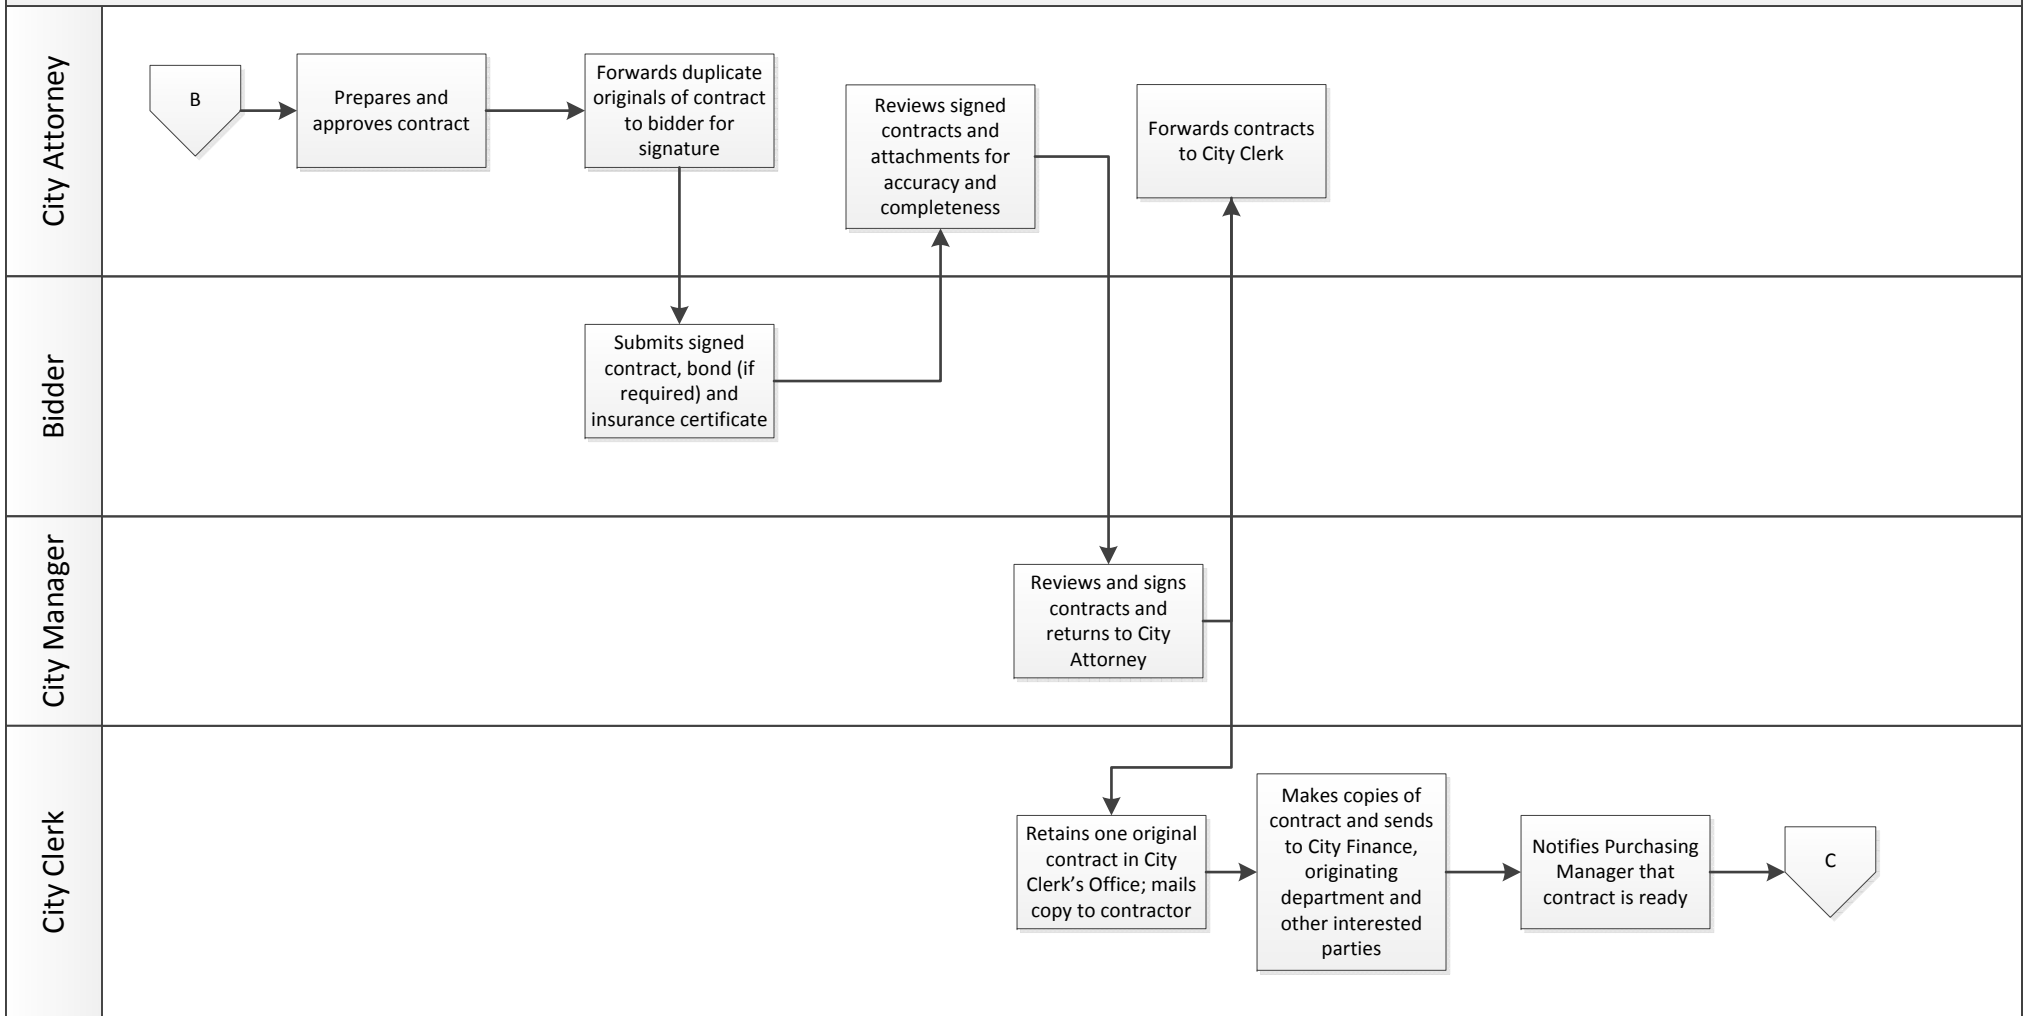 City Attorney
B
Prepares and
approves contract
Forwards duplicate
originals of contract
to bidder for
signature
Reviews signed
contracts and
attachments for
accuracy and
completeness
Forwards contracts
to City Clerk
Bidder
Submits signed
contract, bond (if
required) and
insurance certificate
City Manager
Reviews and signs
contracts and
returns to City
Attorney
City Clerk
Retains one original
contract in City
Clerk’s Office; mails
copy to contractor
Makes copies of
contract and sends
to City Finance,
originating
department and
other interested
parties
Notifies Purchasing
Manager that
contract is ready
C